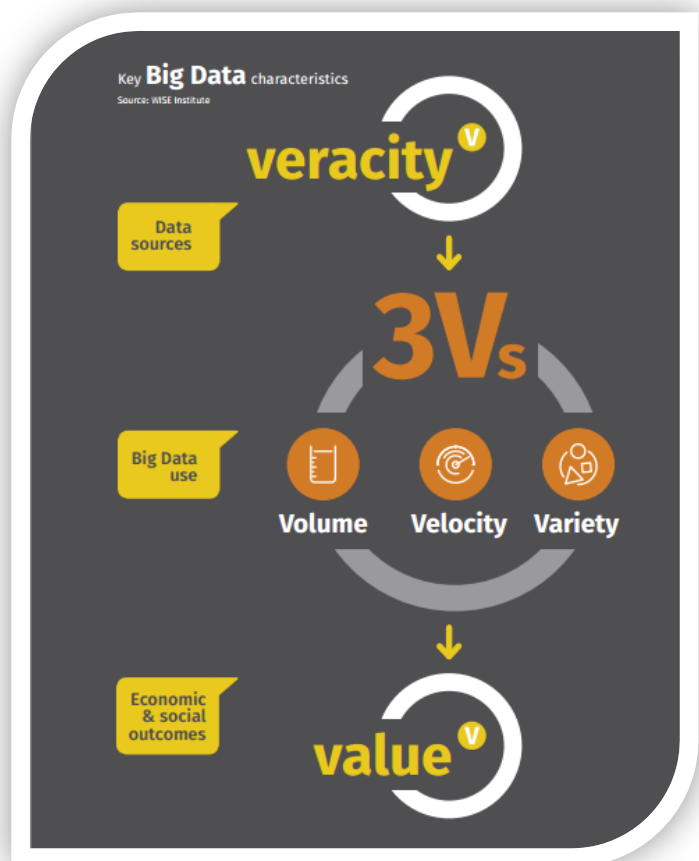 Key Big Data characteristics
Source: WISE Institute
veracity V
Data
sources
3Vs
Big Data
use
Volume Velocity Variety
Economic
& social
outcomes
value V